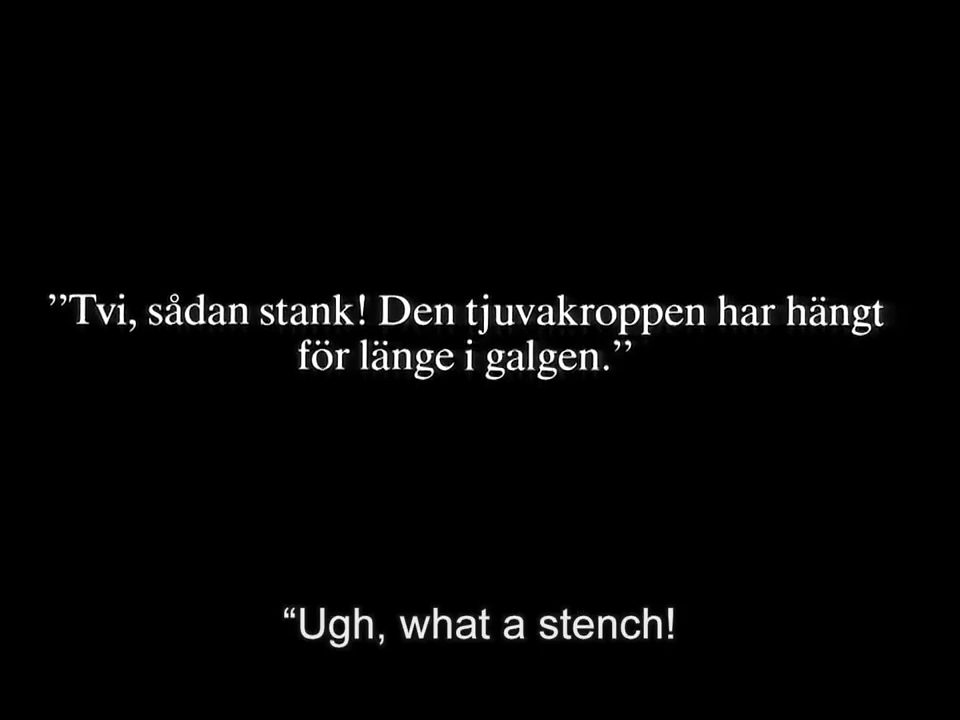 ”Tvi, sådan stank! Den tjuvakroppen har hängt
för länge i galgen.”
“Ugh, what a stench!